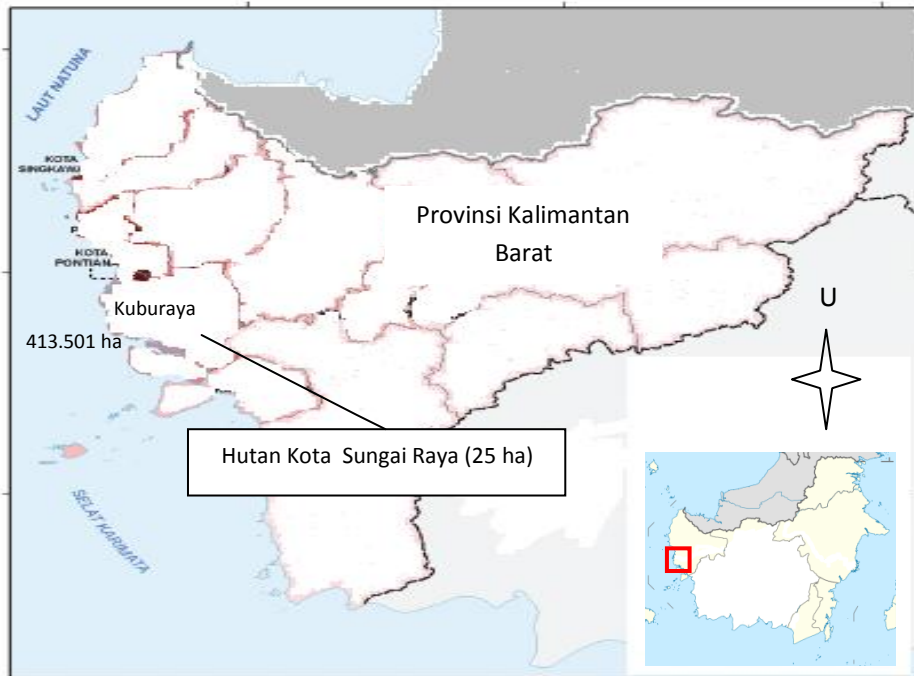 LAUT NATUNA
KOTA
SINGKAWA
Provinsi Kalimantan
Barat
P
KOTA
PONTIAN
Kuburaya
413.501 ha
U
Hutan Kota Sungai Raya (25 ha)
SELAT KARIMATA